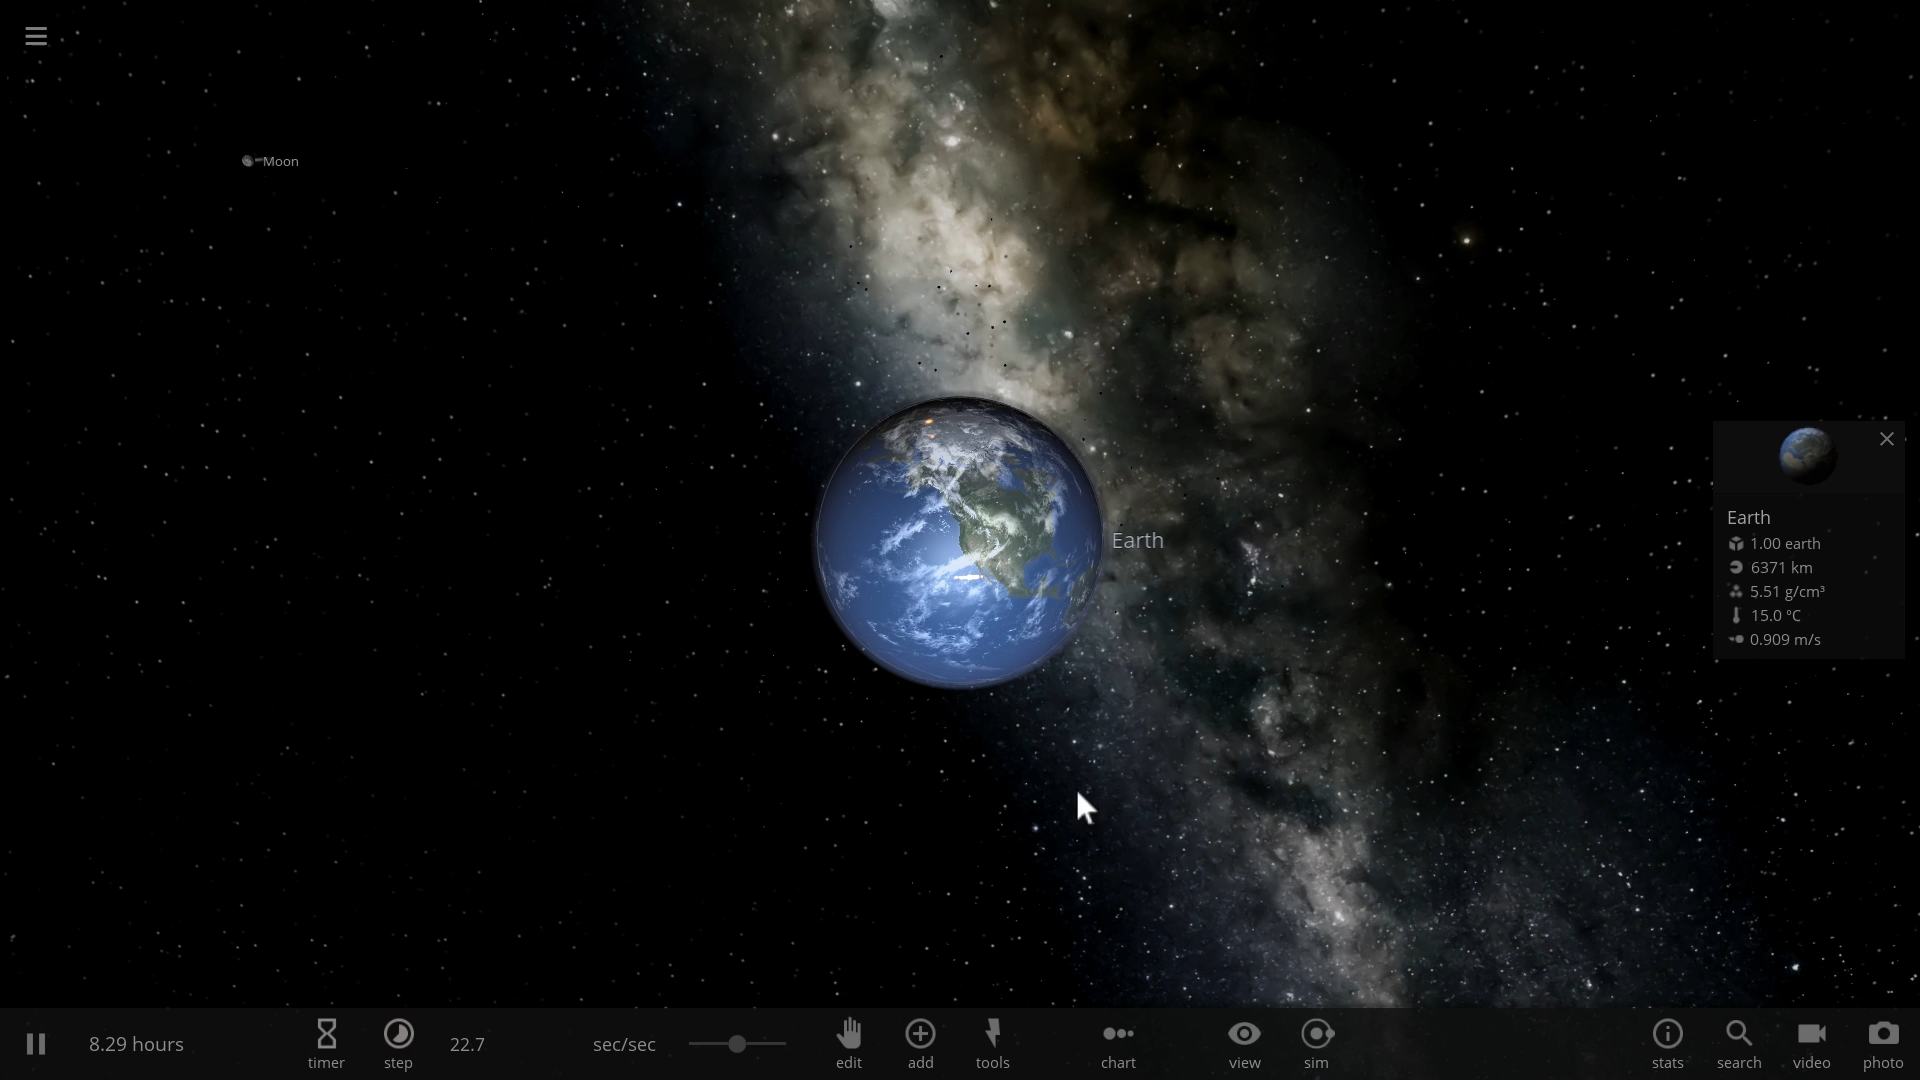 Moon
Earth
Earth
1.00 earth
6371 km
5.51 g/cm³
15.0 °C
0.909 m/s
8.29 hours
timer
step
22.7
sec/sec
edit
add
tools
chart
view
sim
stats
search
video
photo